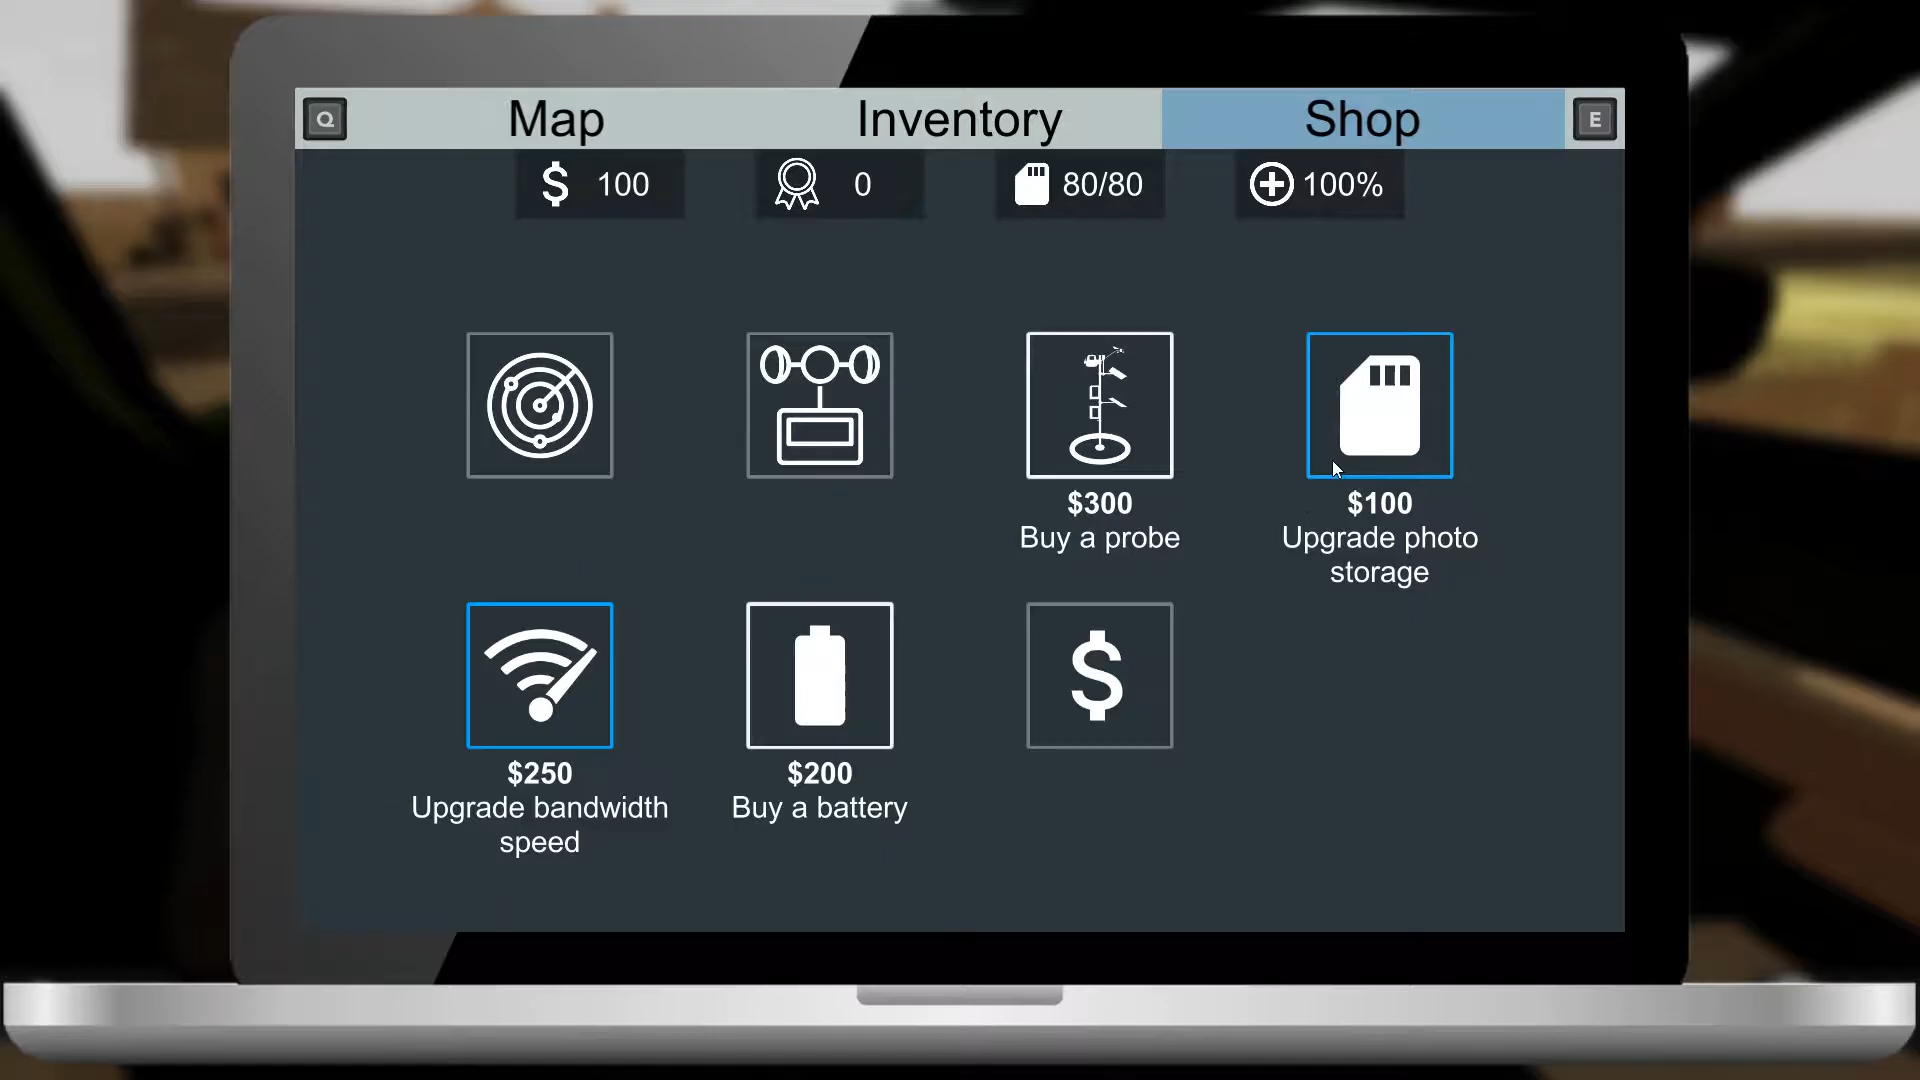 Q Map Inventory Shop E
$ 100 0 80/80 100%
$300 $100
Buy a probe Upgrade photo
storage
$
$250 $200
Upgrade bandwidth Buy a battery
speed